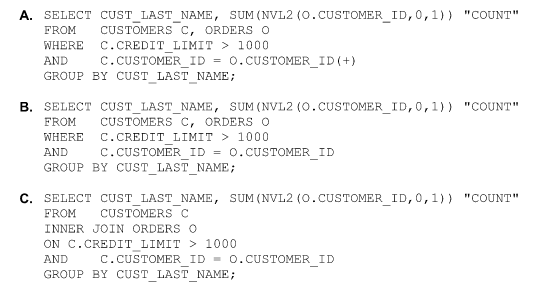 A. SELECT CUST_LAST_NAME, SUM(NVL2(O.CUSTOMER_ID,0,1)) "COUNT"
FROM CUSTOMERS C, ORDERS O
WHERE C.CREDIT_LIMIT > 1000
AND C.CUSTOMER_ID = O.CUSTOMER_ID(+)
GROUP BY CUST_LAST_NAME;
B. SELECT CUST_LAST_NAME, SUM(NVL2(O.CUSTOMER_ID,0,1)) "COUNT"
FROM CUSTOMERS C, ORDERS O
WHERE C.CREDIT_LIMIT > 1000
AND C.CUSTOMER_ID = O.CUSTOMER_ID
GROUP BY CUST_LAST_NAME;
C. SELECT CUST_LAST_NAME, SUM(NVL2(O.CUSTOMER_ID,0,1)) "COUNT"
FROM CUSTOMERS C
INNER JOIN ORDERS O
ON C.CREDIT_LIMIT > 1000
AND C.CUSTOMER_ID = O.CUSTOMER_ID
GROUP BY CUST_LAST_NAME;